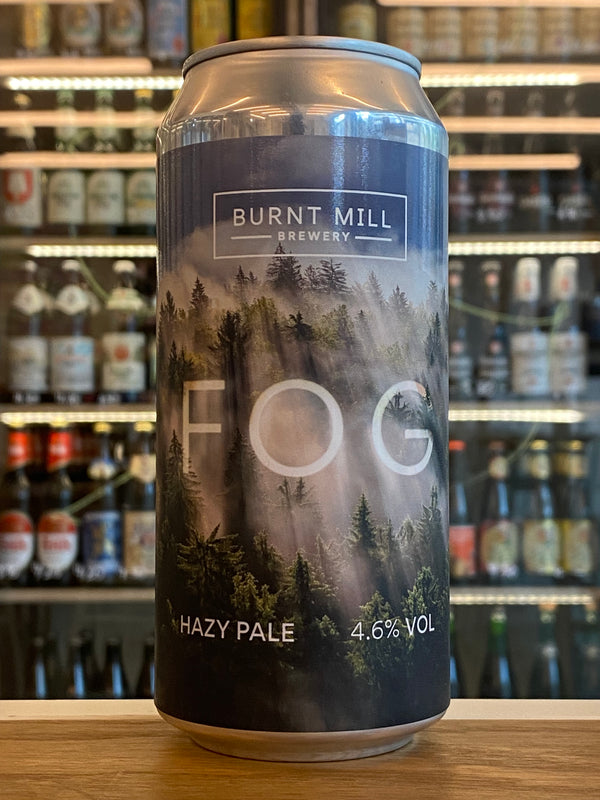 BURNT MILL
BREWERY
FOG
HAZY PALE
4.6% VOL